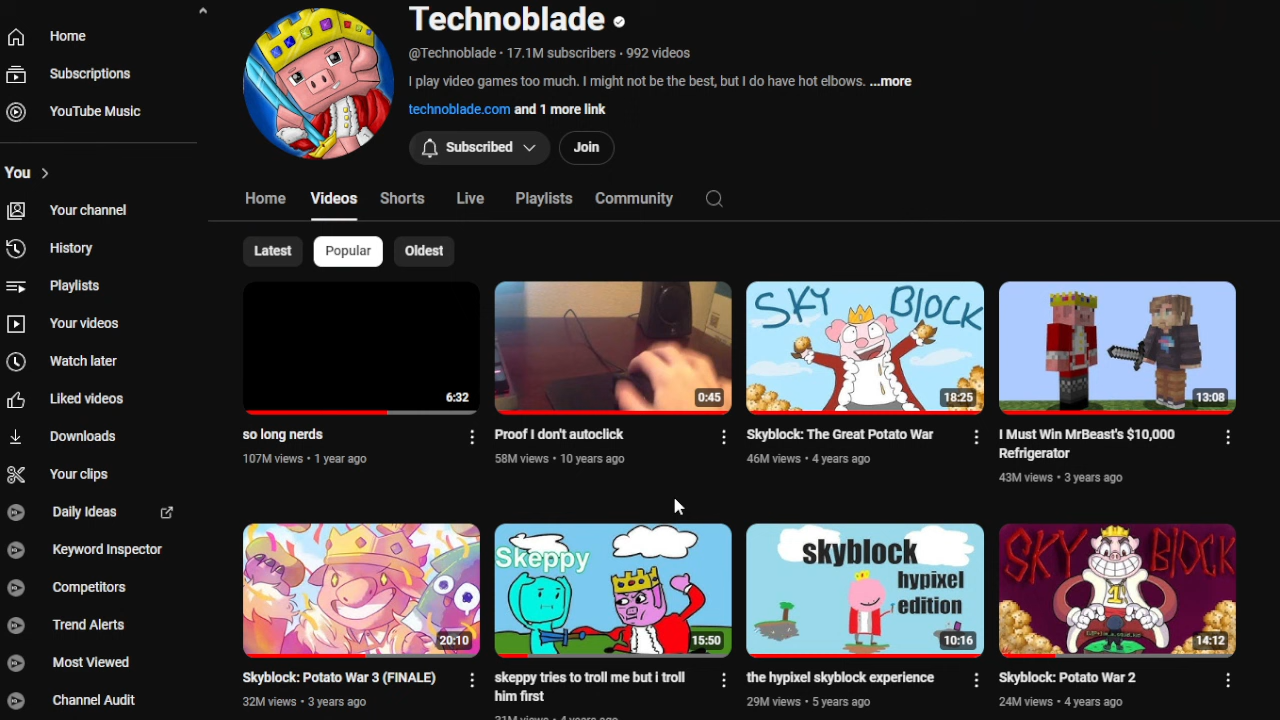 Home
Subscriptions
YouTube Music
You
Your channel
History
Playlists
Your videos
Watch later
Liked videos
Downloads
Your clips
Daily Ideas
Keyword Inspector
Competitors
Trend Alerts
Most Viewed
Channel Audit
Technoblade
@Technoblade · 17.1M subscribers · 992 videos
I play video games too much. I might not be the best, but I do have hot elbows. ...more
technoblade.com and 1 more link
Subscribed
Join
Home Videos Shorts Live Playlists Community
Latest Popular Oldest
6:32
so long nerds
107M views • 1 year ago
0:45
Proof I don't autoclick
58M views • 10 years ago
SKY BLOCK
18:25
Skyblock: The Great Potato War
46M views • 4 years ago
13:08
I Must Win MrBeast's $10,000
Refrigerator
43M views • 3 years ago
20:10
Skyblock: Potato War 3 (FINALE)
32M views • 3 years ago
Skeppy
15:50
skeppy tries to troll me but i troll
him first
31M views • 4 years ago
skyblock
hypixel
edition
10:16
the hypixel skyblock experience
29M views • 5 years ago
SKY BLOCK
1
14:12
Skyblock: Potato War 2
24M views • 4 years ago